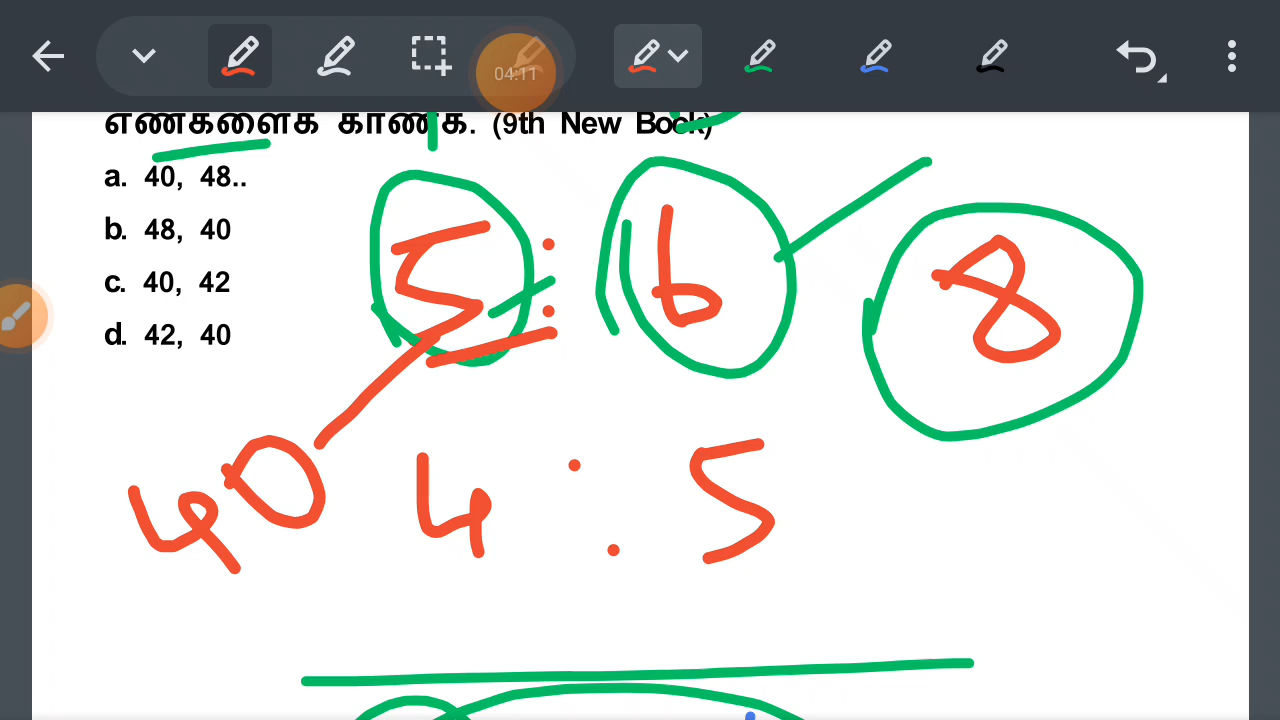 04:11
எண்களைக் காண்க. (9th New Book)
a. 40, 48..
b. 48, 40
c. 40, 42
d. 42, 40
5 : 6 8
40 4 : 5